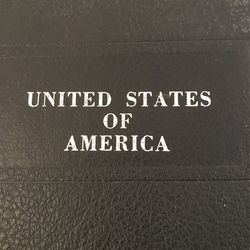 UNITED STATES
OF
AMERICA